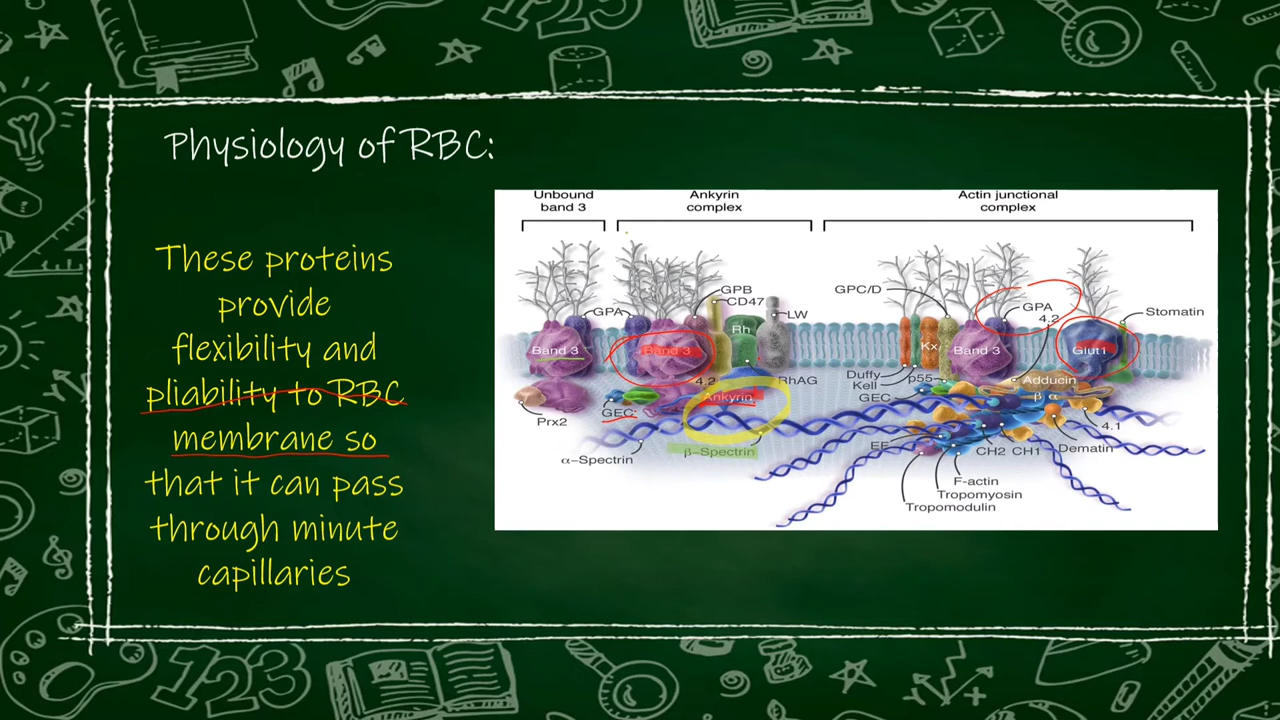 Physiology of RBC:
These proteins
provide
flexibility and
pliability to RBC
membrane so
that it can pass
through minute
capillaries
Unbound
band 3
Ankyrin
complex
Actin junctional
complex
GPA
GPB
CD47
LW
Rh
Band 3
Band 3
4.2
RhAG
Ankyrin
GEC
Prx2
α-Spectrin
β-Spectrin
GPC/D
GPA
4.2
Stomatin
Kx
Band 3
Glut1
Duffy
Kell
p55
GEC
Adducin
β α
4.1
EF
CH2 CH1
Dematin
F-actin
Tropomyosin
Tropomodulin